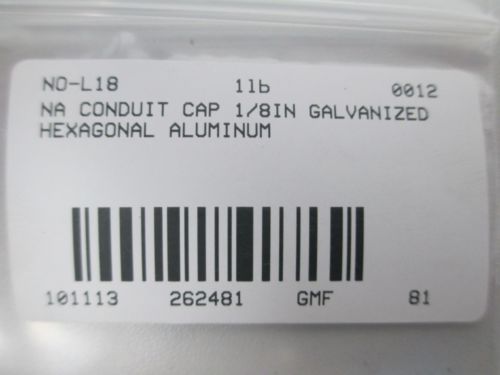 NO-L18 1lb 0012
NA CONDUIT CAP 1/8IN GALVANIZED
HEXAGONAL ALUMINUM
101113 262481 GMF 81